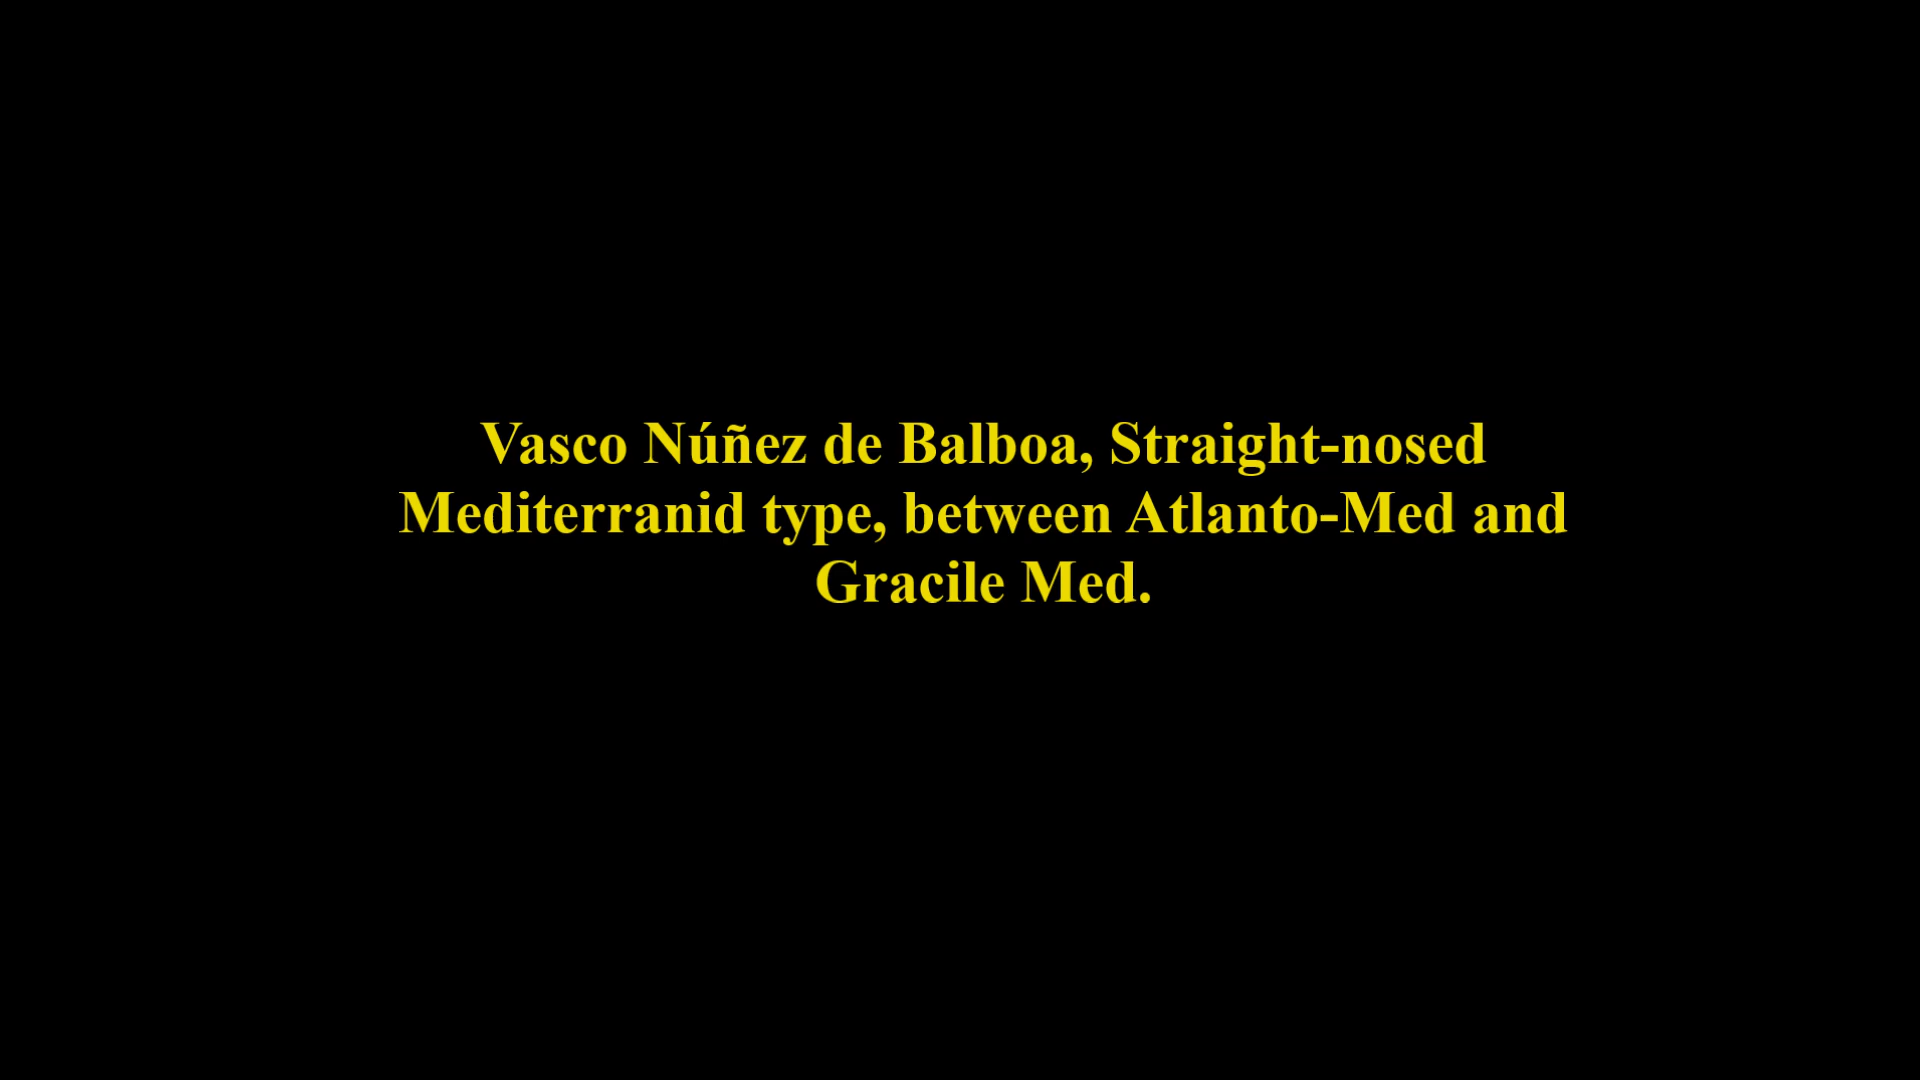 Vasco Núñez de Balboa, Straight-nosed
Mediterranid type, between Atlanto-Med and
Gracile Med.